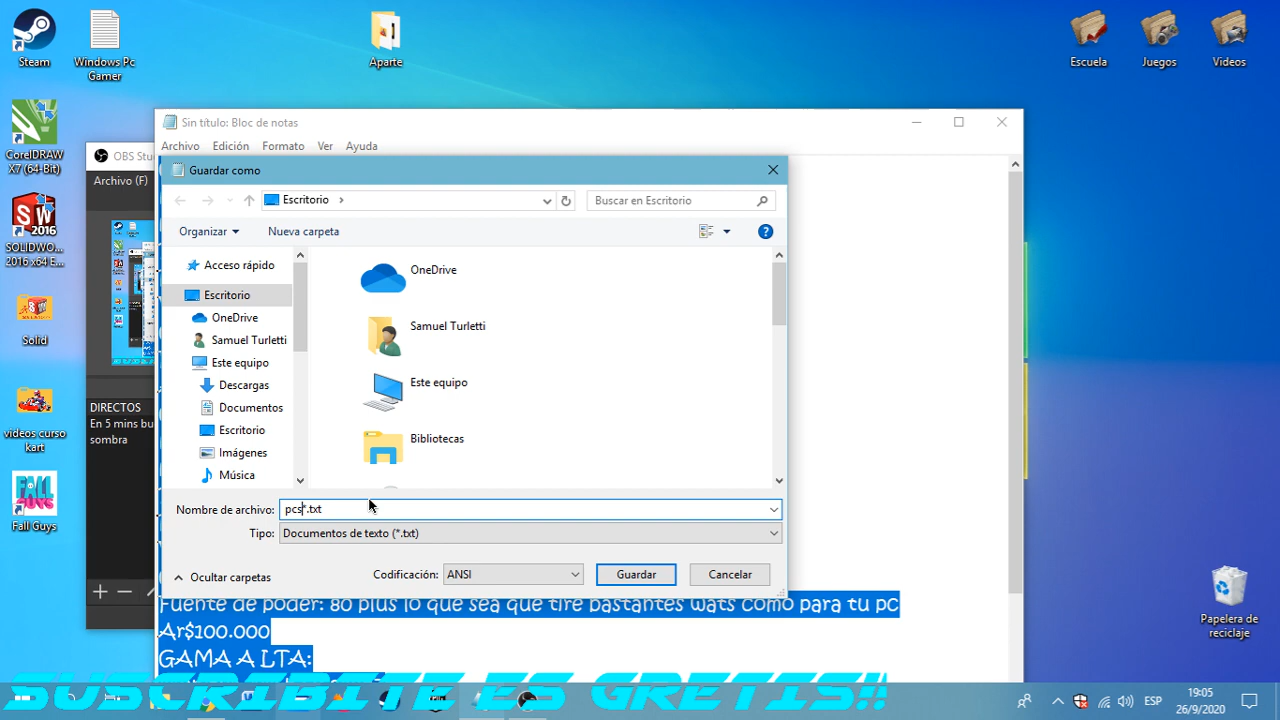 Steam
Windows Pc
Gamer
Aparte
Escuela
Juegos
Videos
CorelDRAW
X7 (64-Bit)
SOLIDWO...
2016 x64 E...
Solid
videos curso
kart
Fall Guys
OBS Stu
Archivo (F)
DIRECTOS
En 5 mins bu
sombra
Sin título: Bloc de notas
Archivo Edición Formato Ver Ayuda
Guardar como
Escritorio
Buscar en Escritorio
Organizar Nueva carpeta
Acceso rápido
Escritorio
OneDrive
Samuel Turletti
Este equipo
Descargas
Documentos
Escritorio
Imágenes
Música
OneDrive
Samuel Turletti
Este equipo
Bibliotecas
Nombre de archivo: pcs*.txt
Tipo: Documentos de texto (*.txt)
Ocultar carpetas
Codificación: ANSI
Guardar
Cancelar
Fuente de poder: 80 plus lo que sea que tire bastantes wats como para tu pc
Ar$100.000
GAMA A LTA:
Papelera de
reciclaje
SUSCRIBITE ES GRETIS!!
ESP
19:05
26/9/2020